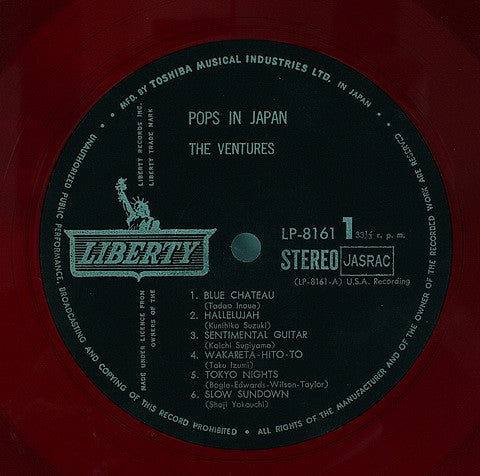 MFD. BY TOSHIBA MUSICAL INDUSTRIES LTD. IN JAPAN
UNAUTHORIZED PUBLIC PERFORMANCE, BROADCASTING AND COPYING OF THIS RECORD PROHIBITED • ALL RIGHTS OF THE MANUFACTURER AND OF THE OWNER OF THE RECORDED WORK ARE RESERVED
LIBERTY RECORDS INC.
LIBERTY TRADE MARK
MADE UNDER LICENCE FROM
OWNERS OF THE
POPS IN JAPAN
THE VENTURES
LIBERTY
LP-8161 1 33⅓ r. p. m.
STEREO JASRAC
(LP-8161-A) U.S.A. Recording
1. BLUE CHATEAU
(Tadao Inoue)
2. HALLELUJAH
(Kunihiko Suzuki)
3. SENTIMENTAL GUITAR
(Koichi Sugiyama)
4. WAKARETA-HITO-TO
(Taku Izumi)
5. TOKYO NIGHTS
(Bogle-Edwards-Wilson-Taylor)
6. SLOW SUNDOWN
(Shoji Yokouchi)